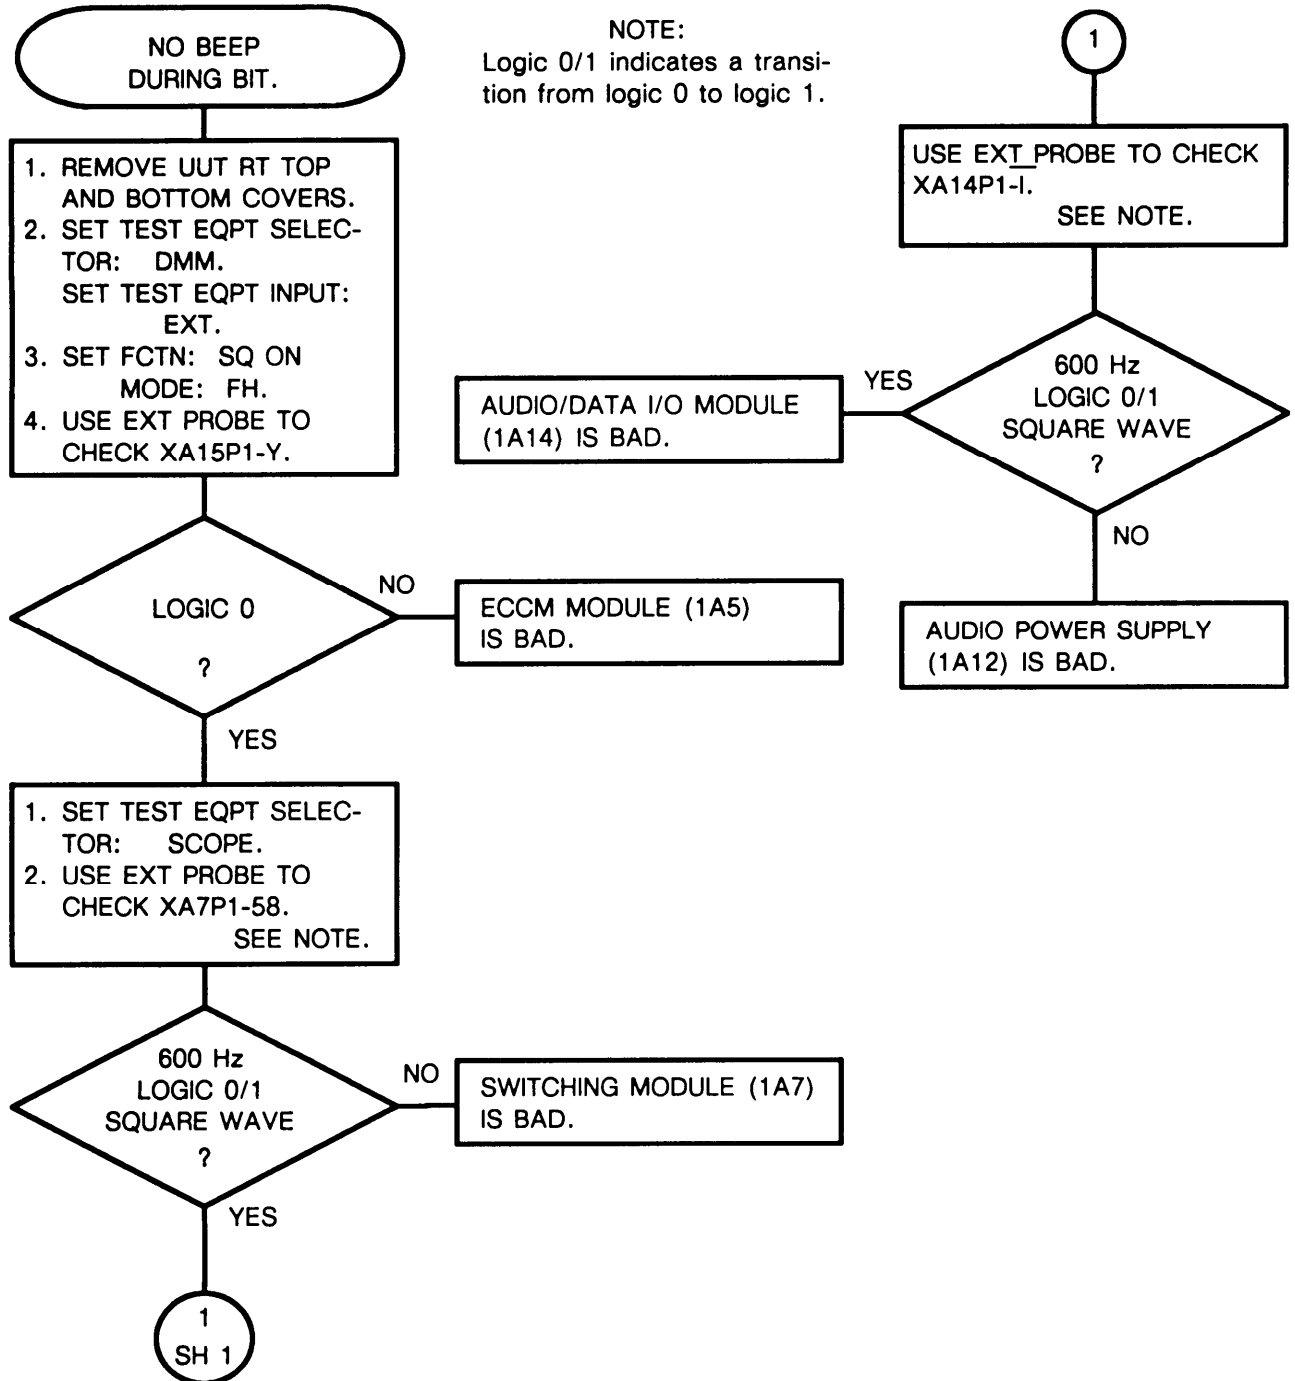 NO BEEP
DURING BIT.
NOTE:
Logic 0/1 indicates a transi-
tion from logic 0 to logic 1.
1. REMOVE UUT RT TOP
AND BOTTOM COVERS.
2. SET TEST EQPT SELEC-
TOR: DMM.
SET TEST EQPT INPUT:
EXT.
3. SET FCTN: SQ ON
MODE: FH.
4. USE EXT PROBE TO
CHECK XA15P1-Y.
LOGIC 0
?
NO
ECCM MODULE (1A5)
IS BAD.
YES
1. SET TEST EQPT SELEC-
TOR: SCOPE.
2. USE EXT PROBE TO
CHECK XA7P1-58.
SEE NOTE.
600 Hz
LOGIC 0/1
SQUARE WAVE
?
NO
SWITCHING MODULE (1A7)
IS BAD.
YES
1
SH 1
1
USE EXT PROBE TO CHECK
XA14P1-I.
SEE NOTE.
600 Hz
LOGIC 0/1
SQUARE WAVE
?
YES
AUDIO/DATA I/O MODULE
(1A14) IS BAD.
NO
AUDIO POWER SUPPLY
(1A12) IS BAD.